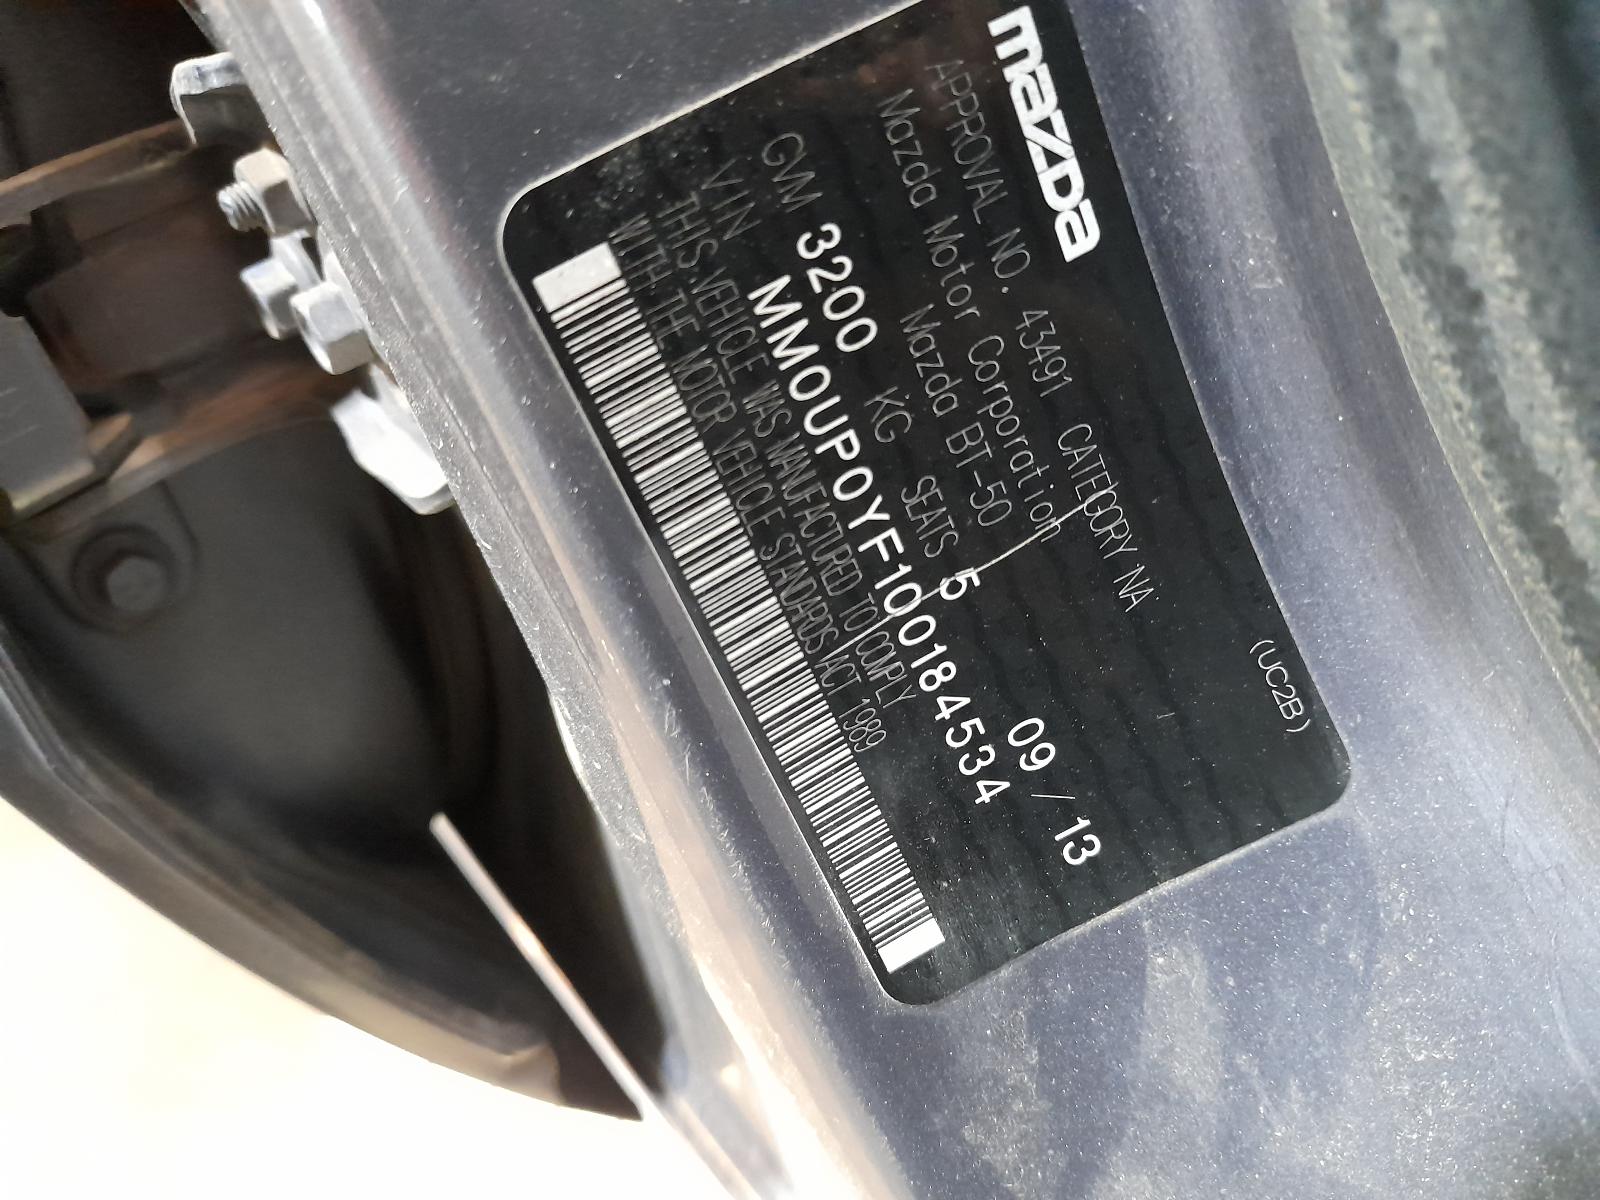 mazda
APPROVAL NO. 43491 CATEGORY NA
Mazda Motor Corporation
Mazda BT-50
(UC2B)
GVM 3200 KG SEATS 5 09 / 13
VIN MM0UP0YF100184534
THIS VEHICLE WAS MANUFACTURED TO COMPLY
WITH THE MOTOR VEHICLE STANDARDS ACT 1989